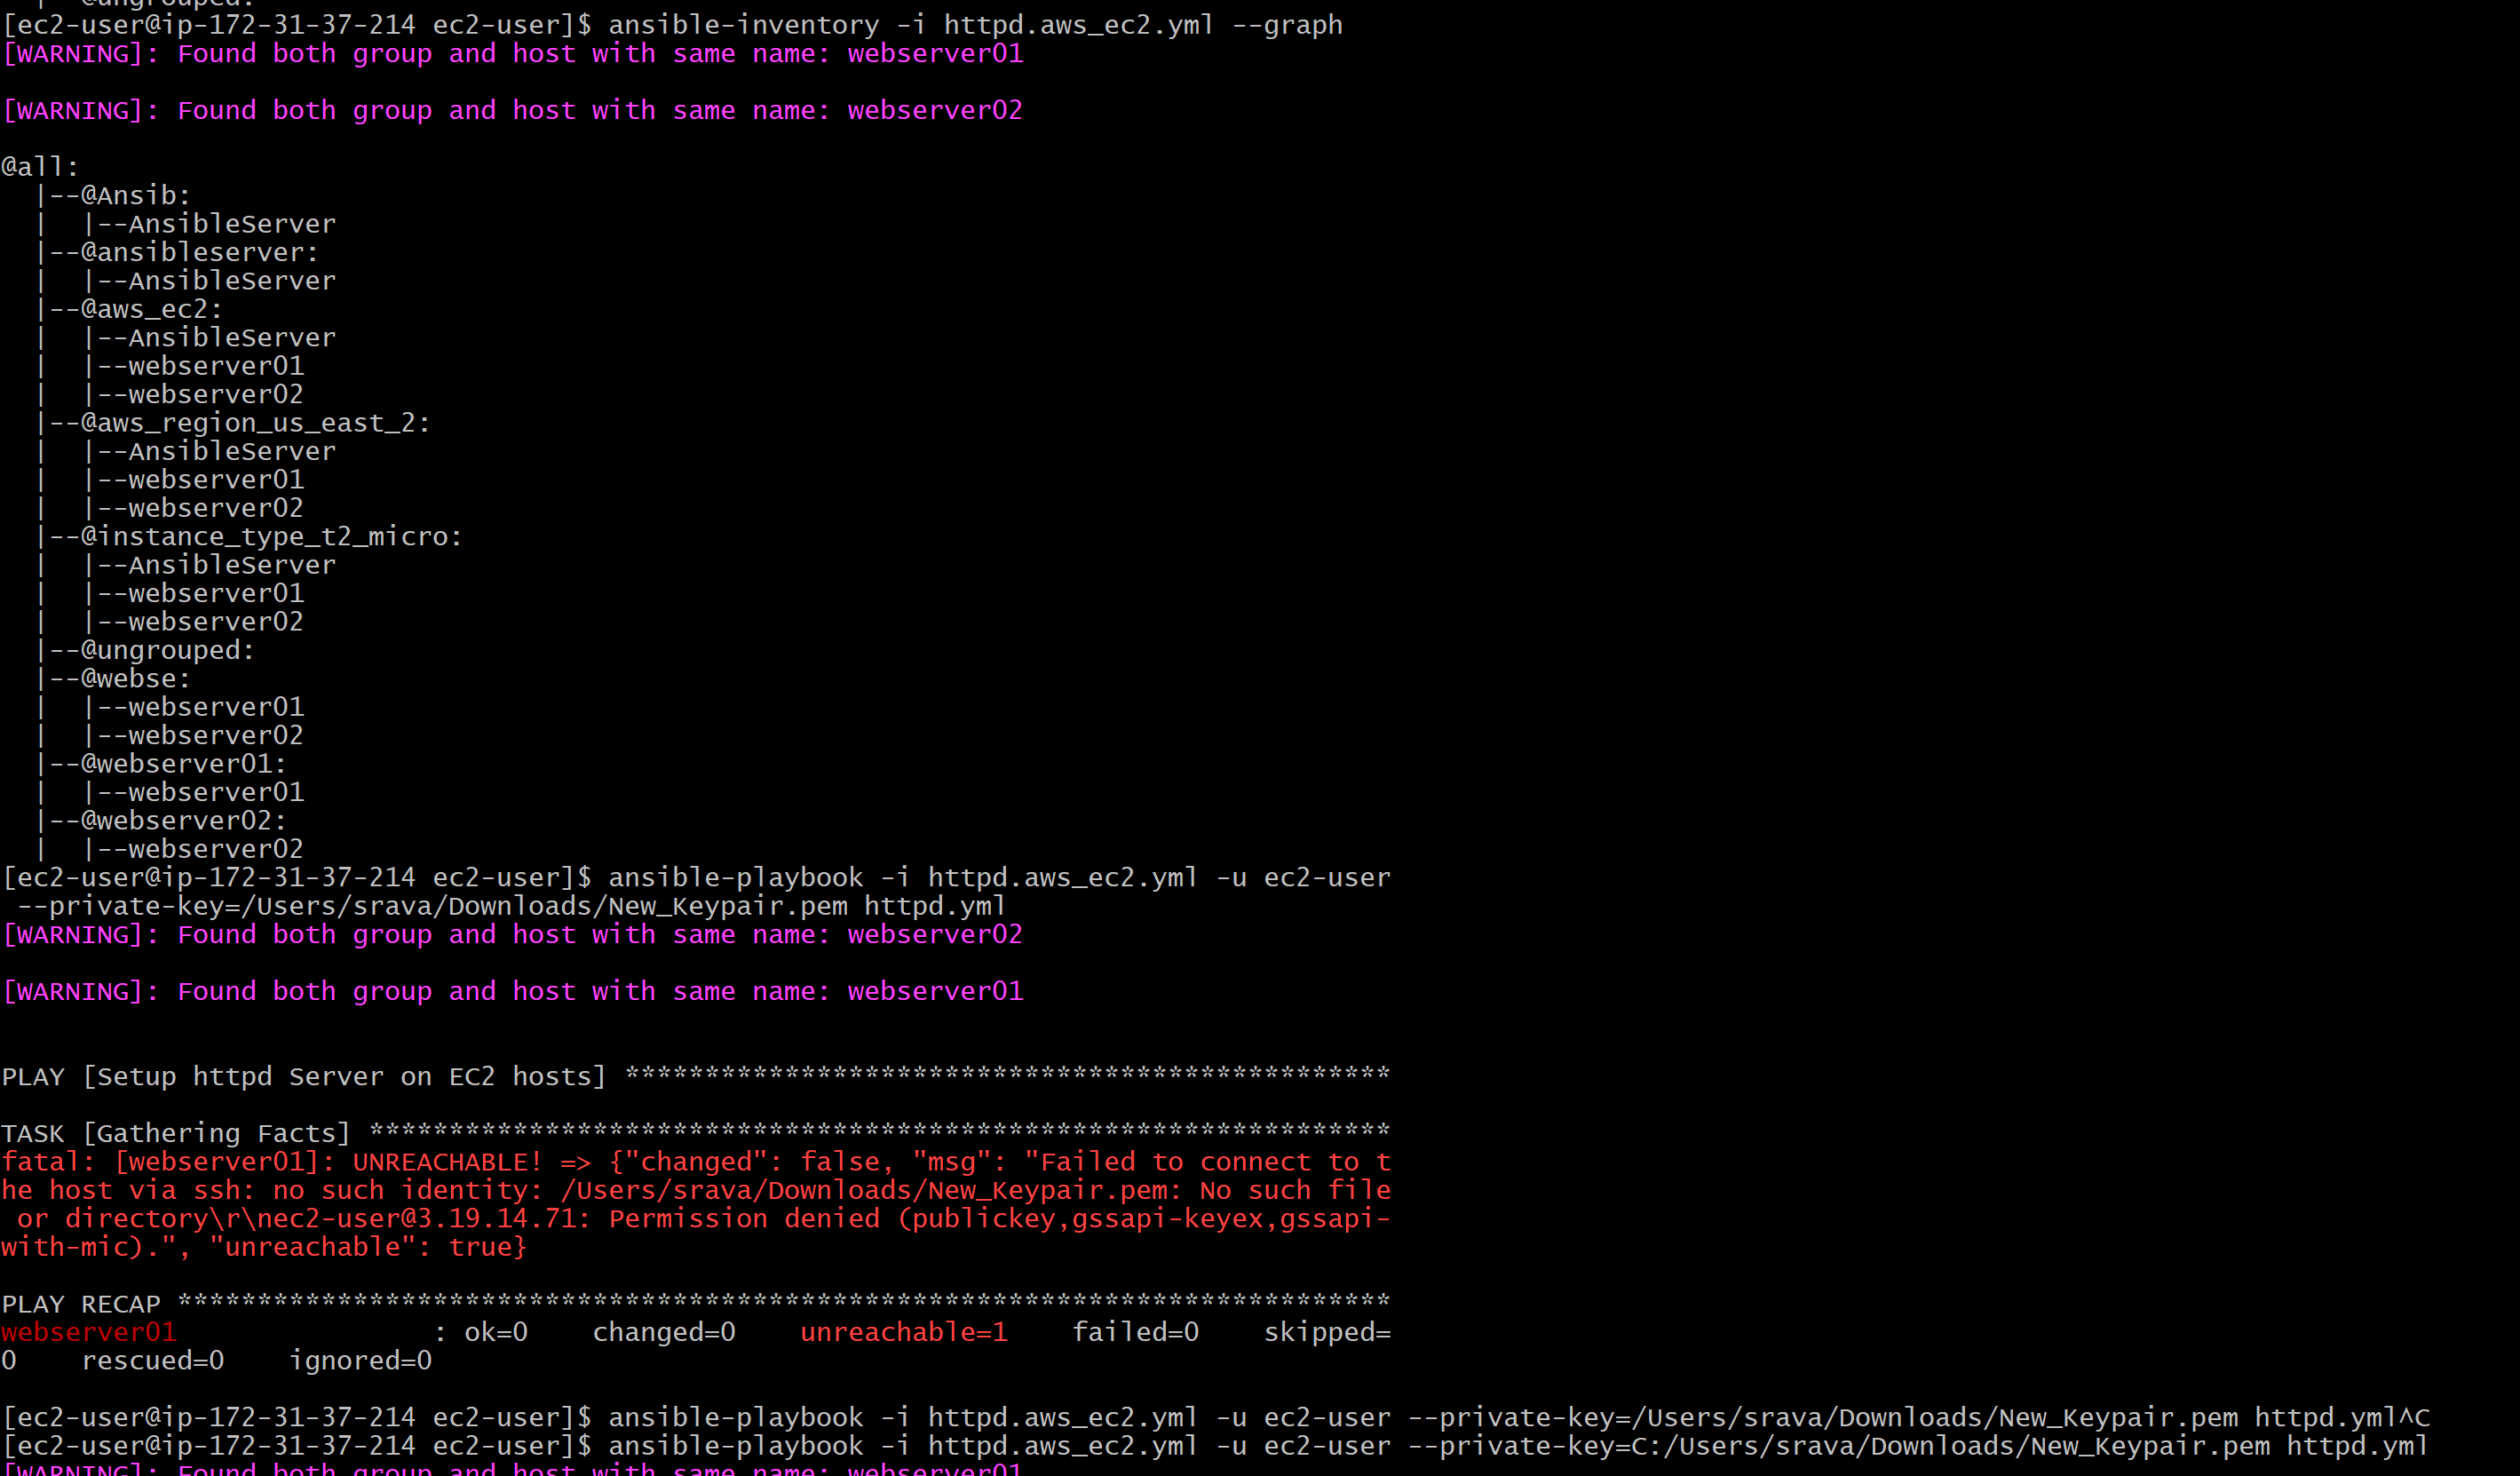 |--@ungrouped:
[ec2-user@ip-172-31-37-214 ec2-user]$ ansible-inventory -i httpd.aws_ec2.yml --graph
[WARNING]: Found both group and host with same name: webserver01
[WARNING]: Found both group and host with same name: webserver02
@all:
  |--@Ansib:
  |  |--AnsibleServer
  |--@ansibleserver:
  |  |--AnsibleServer
  |--@aws_ec2:
  |  |--AnsibleServer
  |  |--webserver01
  |  |--webserver02
  |--@aws_region_us_east_2:
  |  |--AnsibleServer
  |  |--webserver01
  |  |--webserver02
  |--@instance_type_t2_micro:
  |  |--AnsibleServer
  |  |--webserver01
  |  |--webserver02
  |--@ungrouped:
  |--@webse:
  |  |--webserver01
  |  |--webserver02
  |--@webserver01:
  |  |--webserver01
  |--@webserver02:
  |  |--webserver02
[ec2-user@ip-172-31-37-214 ec2-user]$ ansible-playbook -i httpd.aws_ec2.yml -u ec2-user
 --private-key=/Users/srava/Downloads/New_Keypair.pem httpd.yml
[WARNING]: Found both group and host with same name: webserver02
[WARNING]: Found both group and host with same name: webserver01
PLAY [Setup httpd Server on EC2 hosts] ************************************************
TASK [Gathering Facts] ****************************************************************
fatal: [webserver01]: UNREACHABLE! => {"changed": false, "msg": "Failed to connect to t
he host via ssh: no such identity: /Users/srava/Downloads/New_Keypair.pem: No such file
 or directory\r\nec2-user@3.19.14.71: Permission denied (publickey,gssapi-keyex,gssapi-
with-mic).", "unreachable": true}
PLAY RECAP ****************************************************************************
webserver01                : ok=0    changed=0    unreachable=1    failed=0    skipped=
0    rescued=0    ignored=0
[ec2-user@ip-172-31-37-214 ec2-user]$ ansible-playbook -i httpd.aws_ec2.yml -u ec2-user --private-key=/Users/srava/Downloads/New_Keypair.pem httpd.yml^C
[ec2-user@ip-172-31-37-214 ec2-user]$ ansible-playbook -i httpd.aws_ec2.yml -u ec2-user --private-key=C:/Users/srava/Downloads/New_Keypair.pem httpd.yml
[WARNING]: Found both group and host with same name: webserver01